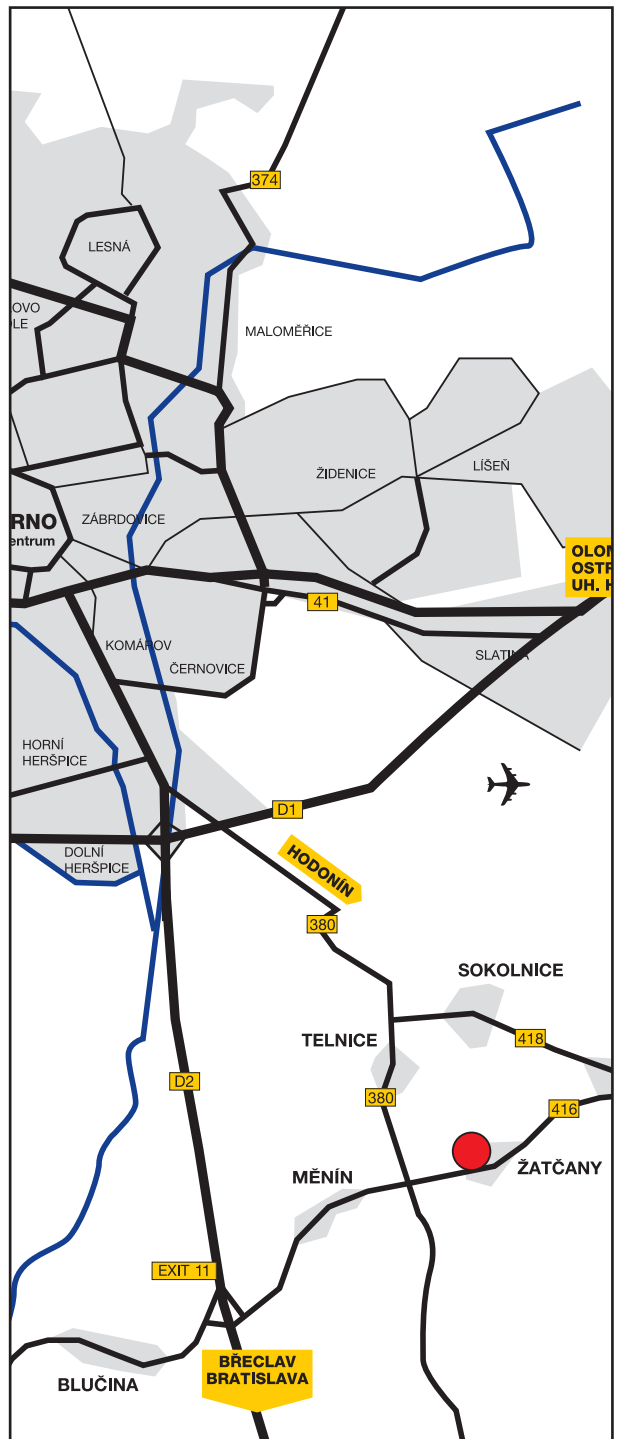 374
LESNÁ
OVO
LE
MALOMĚŘICE
ŽIDENICE
LÍŠEŇ
RNO
entrum
ZÁBRDOVICE
OLOM
OSTR
UH. H
41
KOMÁROV
ČERNOVICE
SLATINA
HORNÍ
HERŠPICE
D1
DOLNÍ
HERŠPICE
HODONÍN
380
SOKOLNICE
TELNICE
418
D2
380
416
ŽATČANY
MĚNÍN
EXIT 11
BŘECLAV
BRATISLAVA
BLUČINA